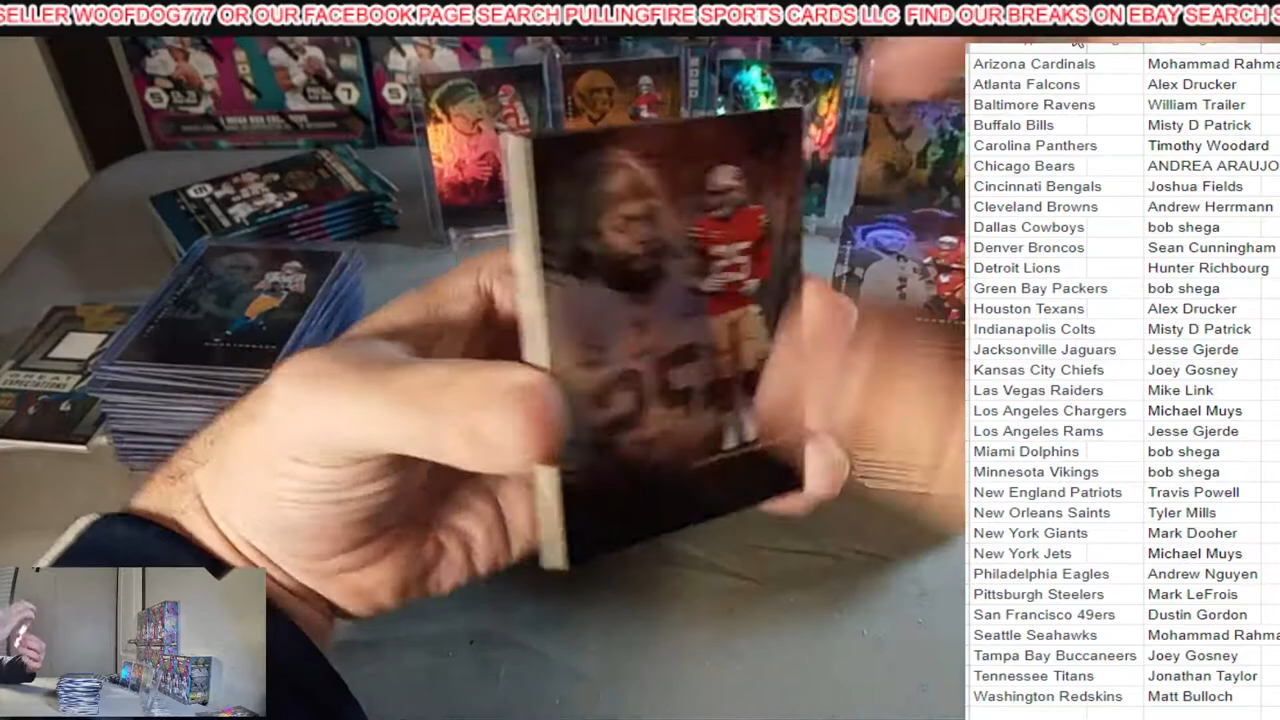 SELLER WOOFDOG777 OR OUR FACEBOOK PAGE SEARCH PULLINGFIRE SPORTS CARDS LLC FIND OUR BREAKS ON EBAY SEARCH S
Arizona Cardinals Mohammad Rahma
Atlanta Falcons Alex Drucker
Baltimore Ravens William Trailer
Buffalo Bills Misty D Patrick
Carolina Panthers Timothy Woodard
Chicago Bears ANDREA ARAUJO
Cincinnati Bengals Joshua Fields
Cleveland Browns Andrew Herrmann
Dallas Cowboys bob shega
Denver Broncos Sean Cunningham
Detroit Lions Hunter Richbourg
Green Bay Packers bob shega
Houston Texans Alex Drucker
Indianapolis Colts Misty D Patrick
Jacksonville Jaguars Jesse Gjerde
Kansas City Chiefs Joey Gosney
Las Vegas Raiders Mike Link
Los Angeles Chargers Michael Muys
Los Angeles Rams Jesse Gjerde
Miami Dolphins bob shega
Minnesota Vikings bob shega
New England Patriots Travis Powell
New Orleans Saints Tyler Mills
New York Giants Mark Dooher
New York Jets Michael Muys
Philadelphia Eagles Andrew Nguyen
Pittsburgh Steelers Mark LeFrois
San Francisco 49ers Dustin Gordon
Seattle Seahawks Mohammad Rahma
Tampa Bay Buccaneers Joey Gosney
Tennessee Titans Jonathan Taylor
Washington Redskins Matt Bulloch
25